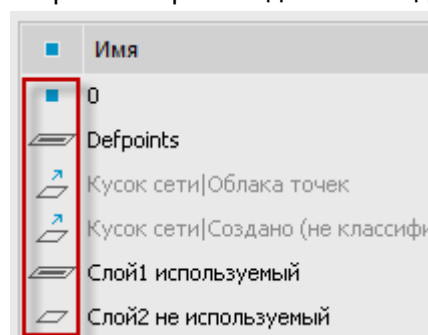 Имя
0
Defpoints
Кусок сети|Облака точек
Кусок сети|Создано (не классифи
Слой1 используемый
Слой2 не используемый